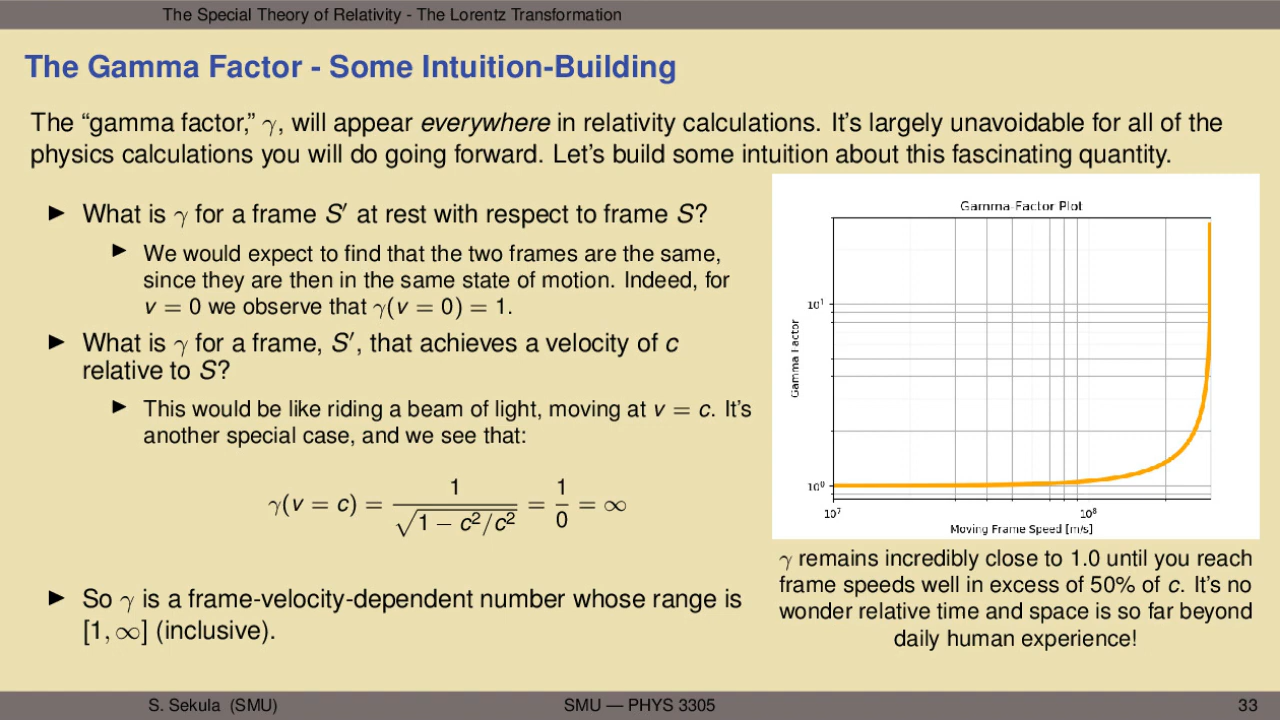 The Special Theory of Relativity - The Lorentz Transformation
The Gamma Factor - Some Intuition-Building
The “gamma factor,” γ, will appear everywhere in relativity calculations. It’s largely unavoidable for all of the
physics calculations you will do going forward. Let’s build some intuition about this fascinating quantity.
▶ What is γ for a frame S′ at rest with respect to frame S?
▶ We would expect to find that the two frames are the same,
since they are then in the same state of motion. Indeed, for
v = 0 we observe that γ(v = 0) = 1.
▶ What is γ for a frame, S′, that achieves a velocity of c
relative to S?
▶ This would be like riding a beam of light, moving at v = c. It’s
another special case, and we see that:
γ(v = c) = 1/√(1 − c²/c²) = 1/0 = ∞
▶ So γ is a frame-velocity-dependent number whose range is
[1, ∞] (inclusive).
Gamma-Factor Plot
Gamma Factor
10¹
10⁰
10⁷
10⁸
Moving Frame Speed [m/s]
γ remains incredibly close to 1.0 until you reach
frame speeds well in excess of 50% of c. It’s no
wonder relative time and space is so far beyond
daily human experience!
S. Sekula (SMU)
SMU — PHYS 3305
33